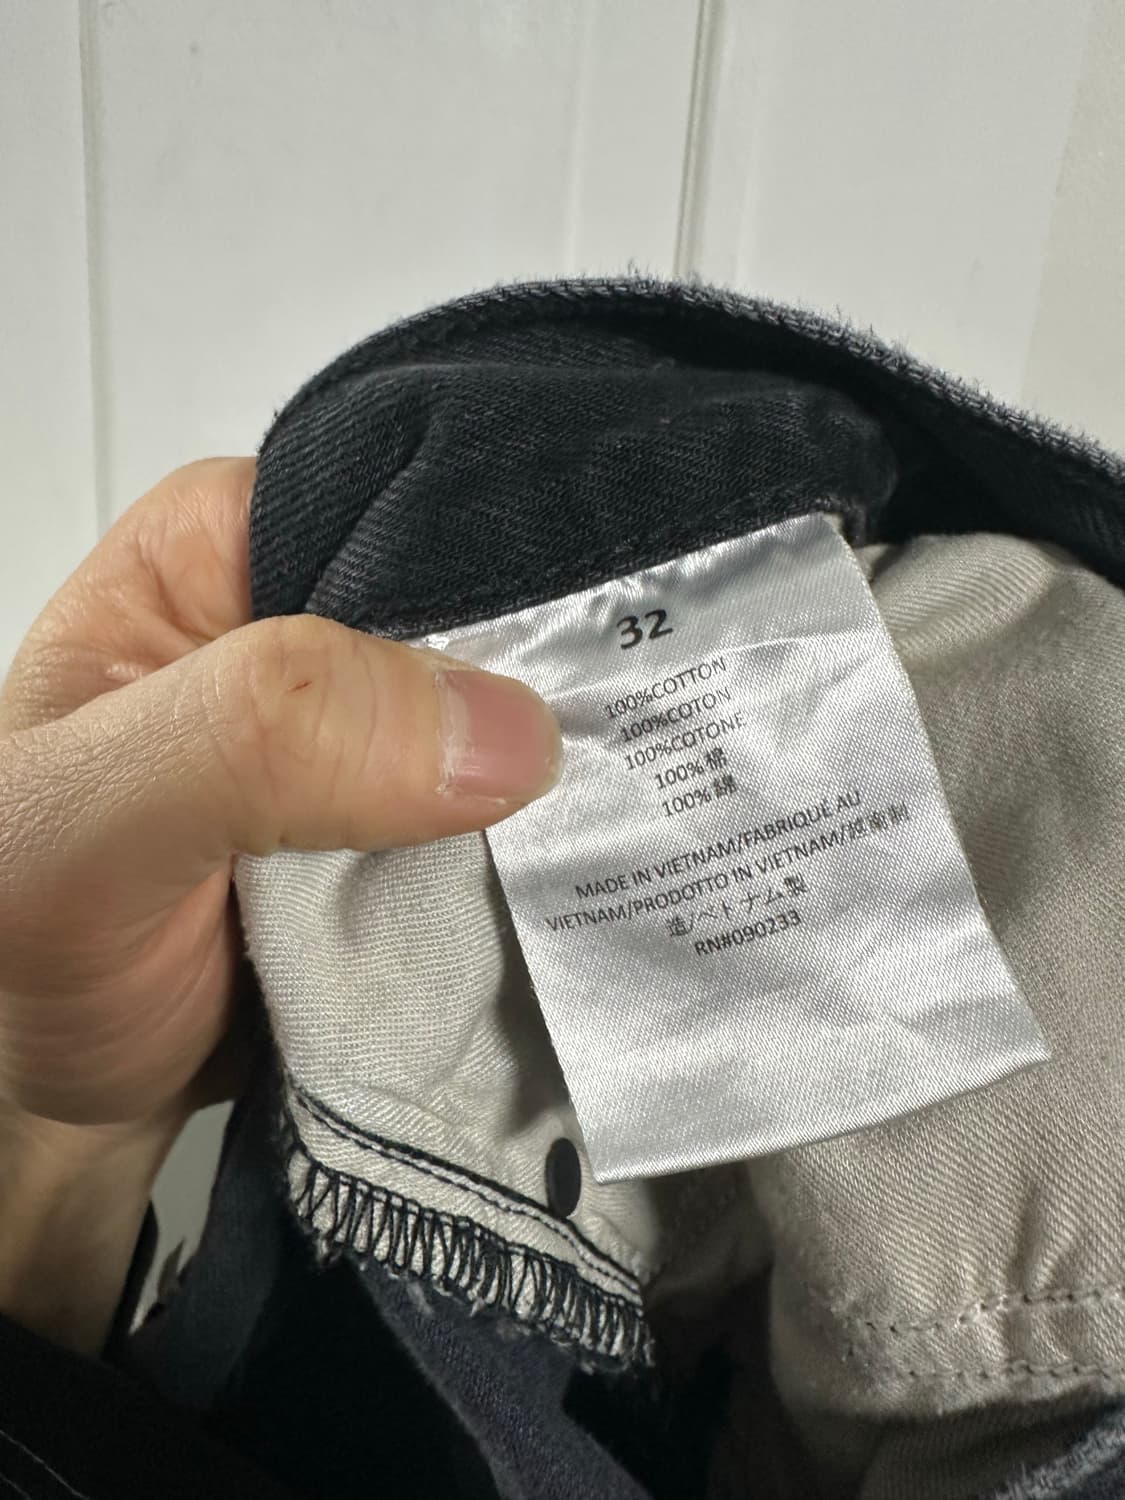 32
100%COTTON
100%COTON
100%COTONE
100%棉
100%綿
MADE IN VIETNAM/FABRIQUÉ AU
VIETNAM/PRODOTTO IN VIETNAM/越南制
造/ベトナム製
RN#090233